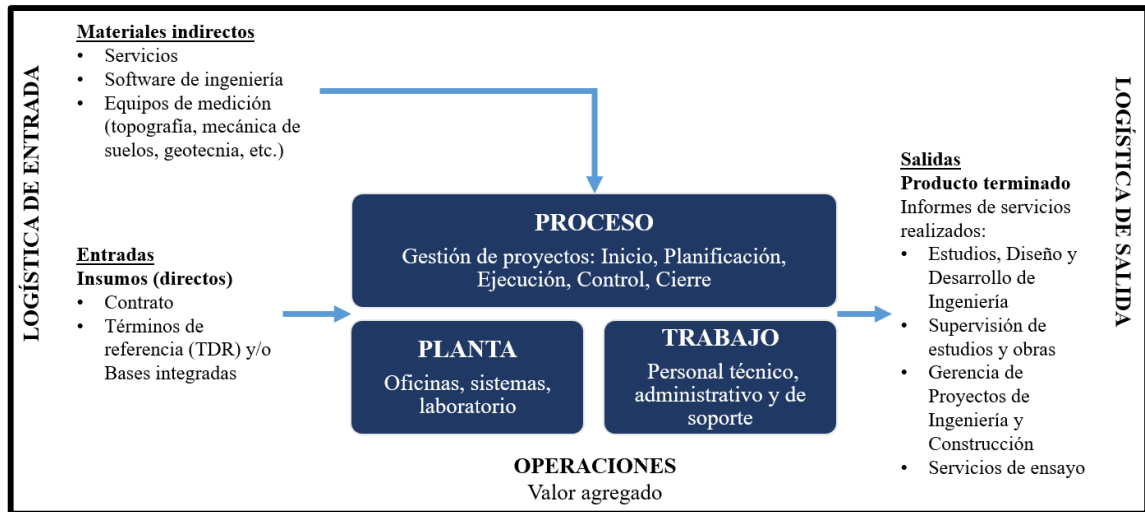 LOGÍSTICA DE ENTRADA
Materiales indirectos
• Servicios
• Software de ingeniería
• Equipos de medición
(topografía, mecánica de
suelos, geotecnia, etc.)
Entradas
Insumos (directos)
• Contrato
• Términos de
referencia (TDR) y/o
Bases integradas
PROCESO
Gestión de proyectos: Inicio, Planificación,
Ejecución, Control, Cierre
PLANTA
Oficinas, sistemas,
laboratorio
TRABAJO
Personal técnico,
administrativo y de
soporte
OPERACIONES
Valor agregado
Salidas
Producto terminado
Informes de servicios
realizados:
• Estudios, Diseño y
Desarrollo de
Ingeniería
• Supervisión de
estudios y obras
• Gerencia de
Proyectos de
Ingeniería y
Construcción
• Servicios de ensayo
LOGÍSTICA DE SALIDA